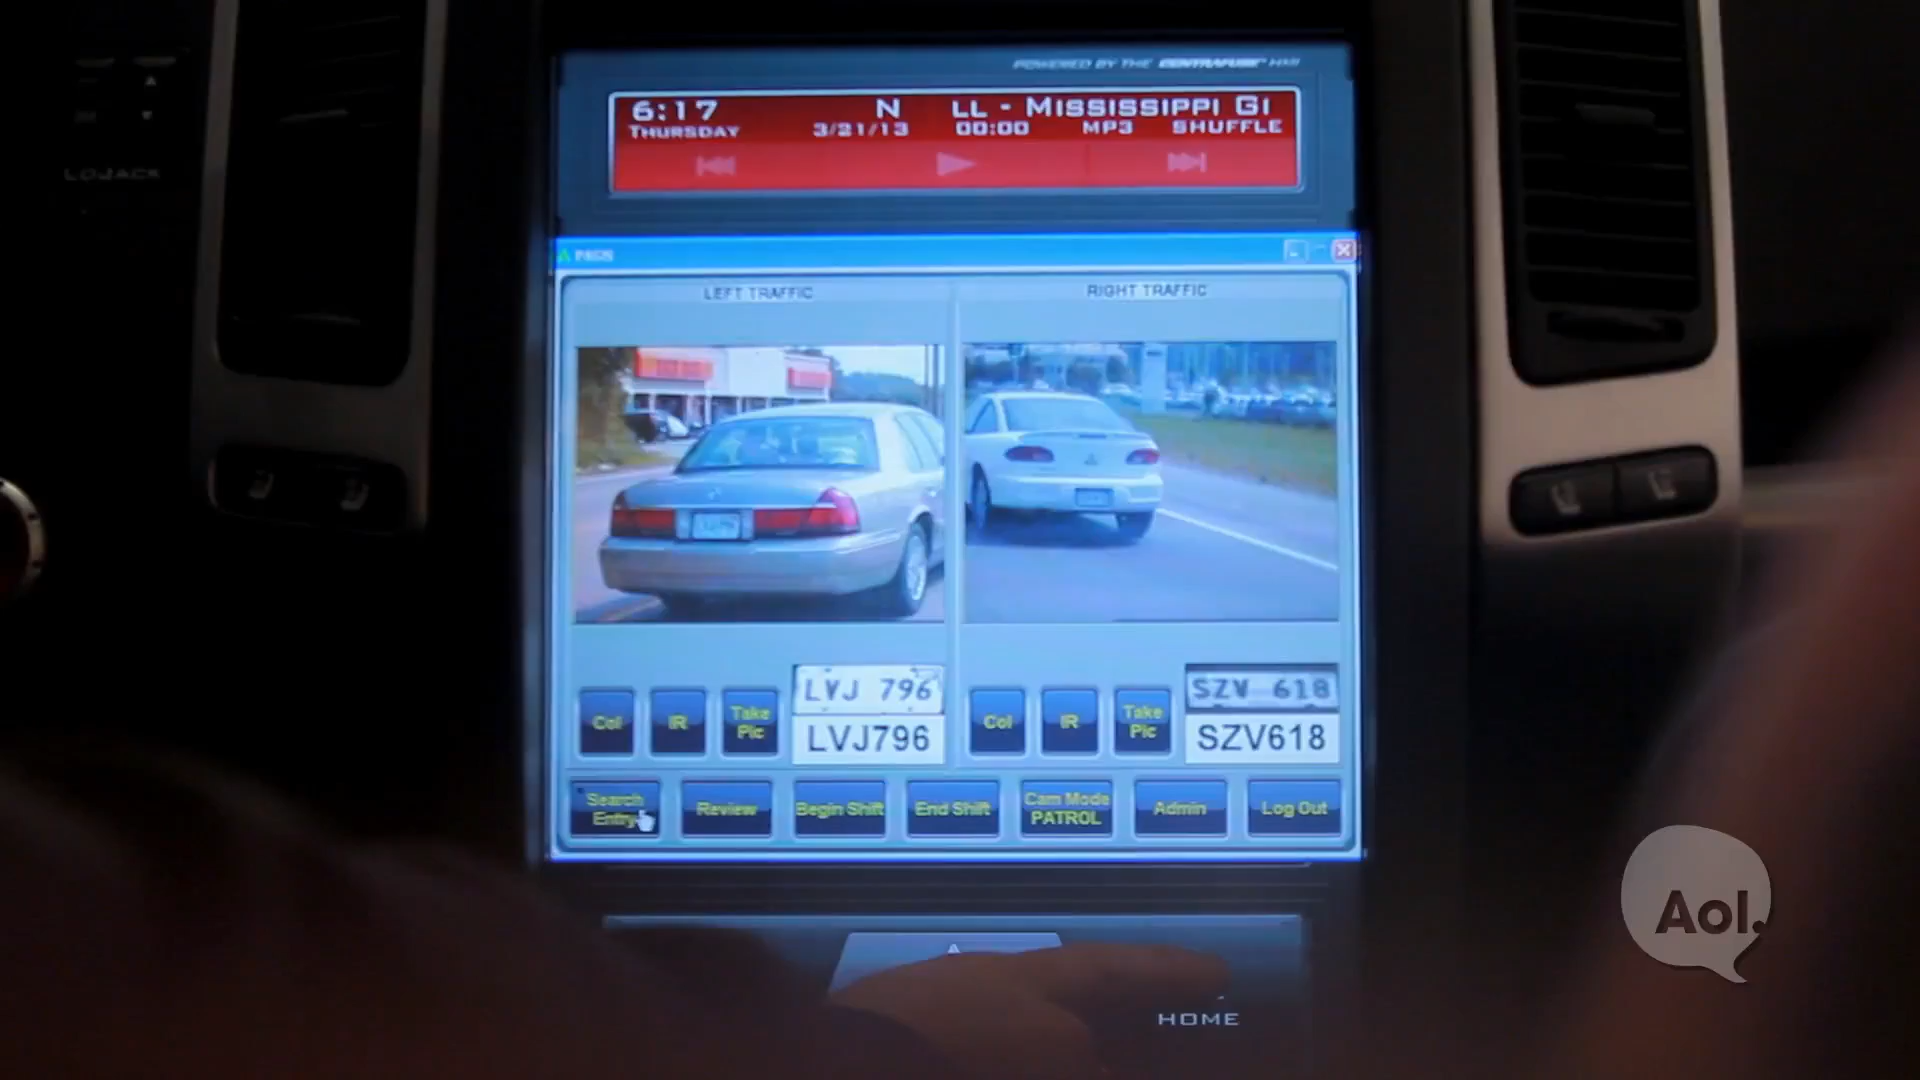 POWERED BY THE CENTRAFUSE
6:17 N LL - MISSISSIPPI GI
THURSDAY 3/21/13 00:00 MP3 SHUFFLE
LOJACK
PAGIS
LEFT TRAFFIC RIGHT TRAFFIC
LVJ 796 SZV 618
Col IR Take Pic LVJ796 Col IR Take Pic SZV618
Search Entry Review Begin Shift End Shift Cam Mode PATROL Admin Log Out
Aol.
HOME